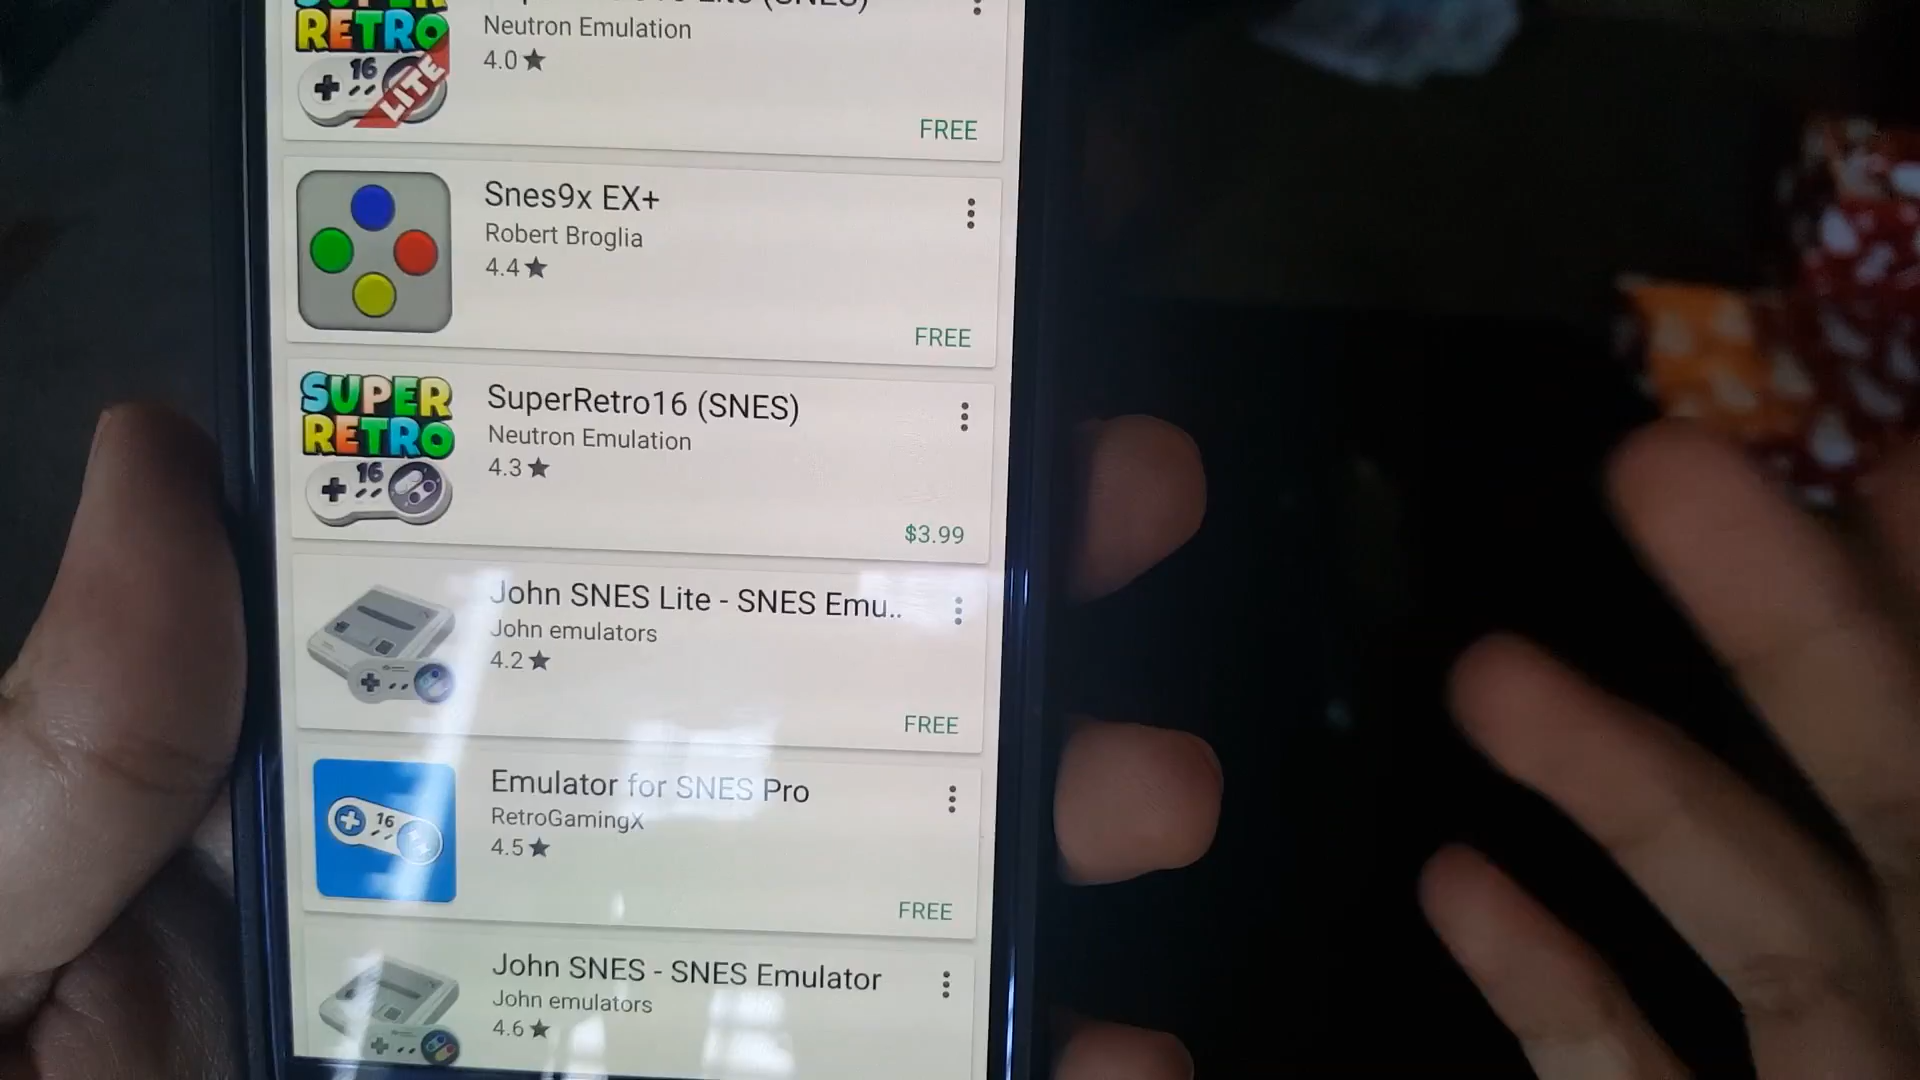 SUPER
RETRO
16
LITE
(SNES)
Neutron Emulation
4.0★
FREE
Snes9x EX+
Robert Broglia
4.4★
FREE
SUPER
RETRO
16
SuperRetro16 (SNES)
Neutron Emulation
4.3★
$3.99
John SNES Lite - SNES Emu..
John emulators
4.2★
FREE
16
Emulator for SNES Pro
RetroGamingX
4.5★
FREE
John SNES - SNES Emulator
John emulators
4.6★